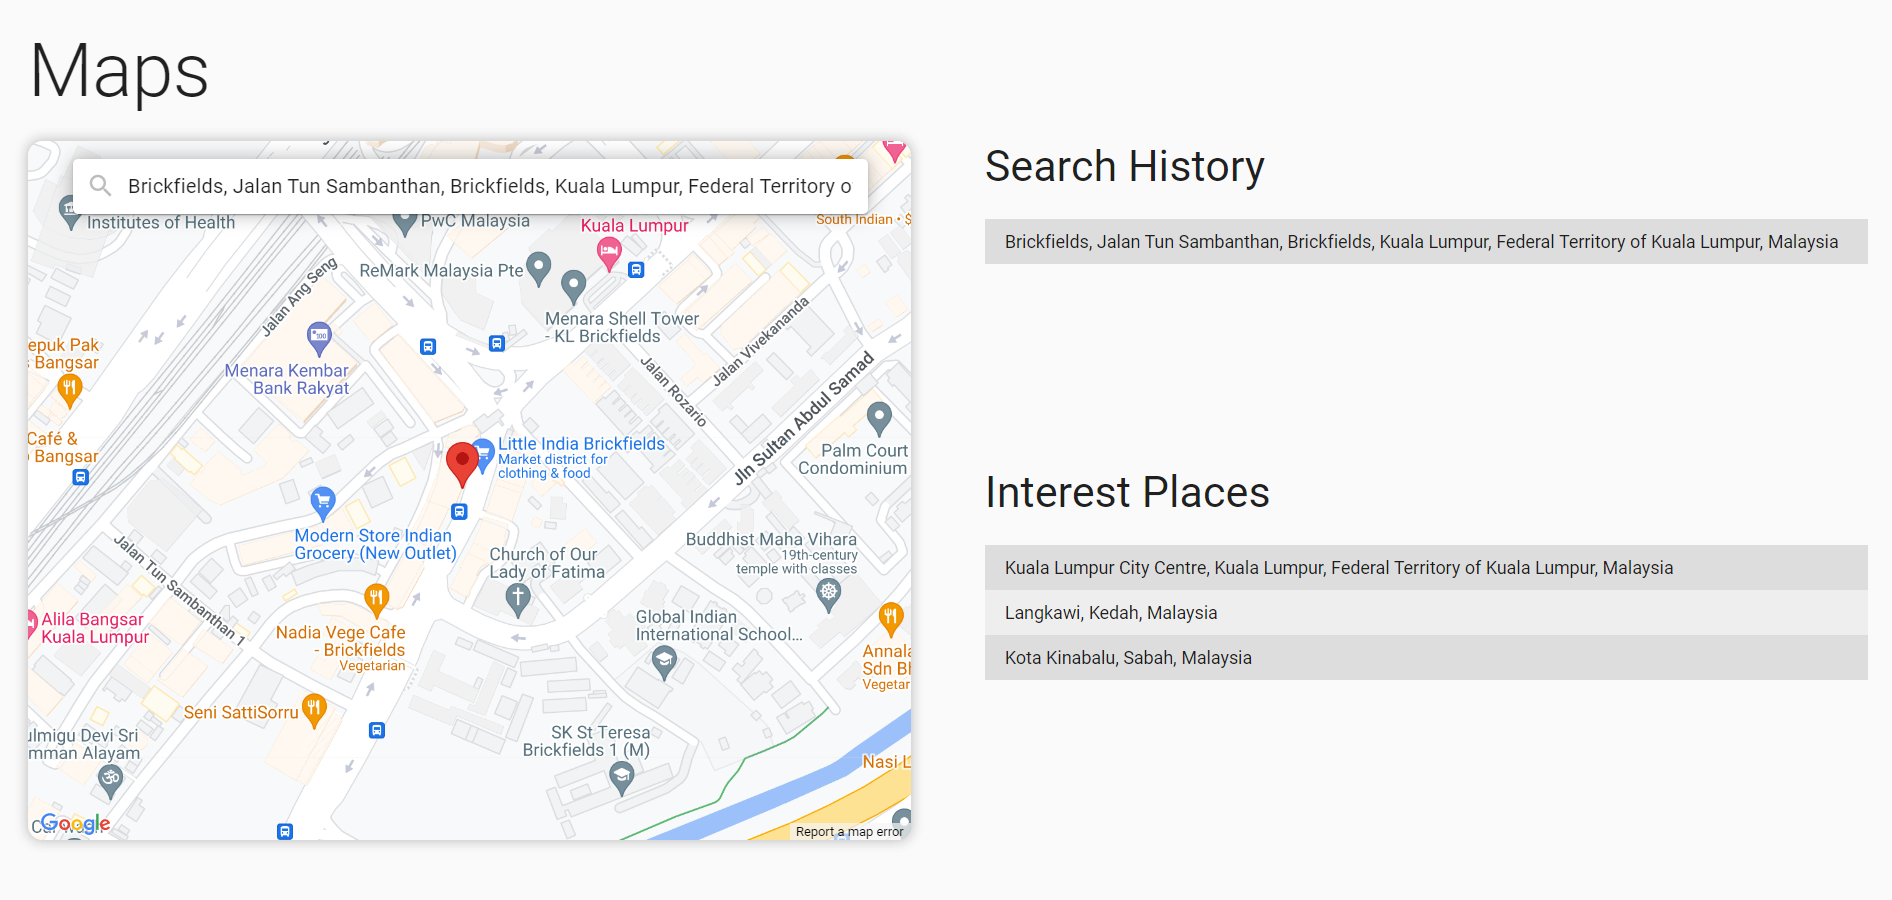 Maps
Brickfields, Jalan Tun Sambanthan, Brickfields, Kuala Lumpur, Federal Territory o
Institutes of Health
PwC Malaysia
Kuala Lumpur
South Indian • $
ReMark Malaysia Pte
Jalan Ang Seng
Menara Shell Tower
- KL Brickfields
Jalan Vivekananda
epuk Pak
s Bangsar
Menara Kembar
Bank Rakyat
Jalan Rozario
Jln Sultan Abdul Samad
Café &
Bangsar
Little India Brickfields
Market district for
clothing & food
Palm Court
Condominium
Modern Store Indian
Grocery (New Outlet)
Church of Our
Lady of Fatima
Buddhist Maha Vihara
19th-century
temple with classes
Jalan Tun Sambanthan 1
Alila Bangsar
Kuala Lumpur
Nadia Vege Cafe
- Brickfields
Vegetarian
Global Indian
International School...
Annala
Sdn Bh
Vegetar
Seni SattiSorru
ulmigu Devi Sri
mman Alayam
SK St Teresa
Brickfields 1 (M)
Nasi L
Google
Report a map error
Search History
Brickfields, Jalan Tun Sambanthan, Brickfields, Kuala Lumpur, Federal Territory of Kuala Lumpur, Malaysia
Interest Places
Kuala Lumpur City Centre, Kuala Lumpur, Federal Territory of Kuala Lumpur, Malaysia
Langkawi, Kedah, Malaysia
Kota Kinabalu, Sabah, Malaysia